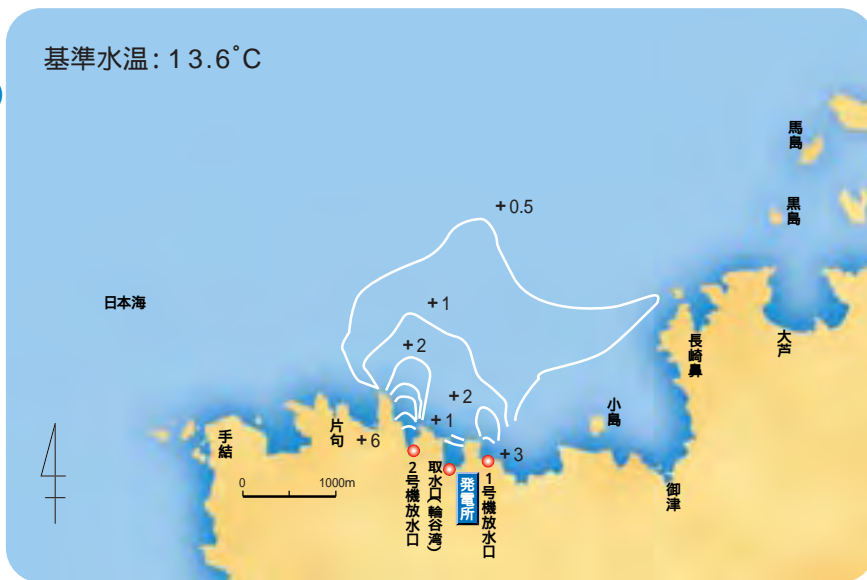 基準水温:13.6°C
馬島
黒島
+0.5
日本海
+1
+2
長崎鼻
大芦
+2
小島
+1
手結
片句
+6
+3
0
1000m
2号機放水口
取水口(輪谷湾)
発電所
1号機放水口
御津